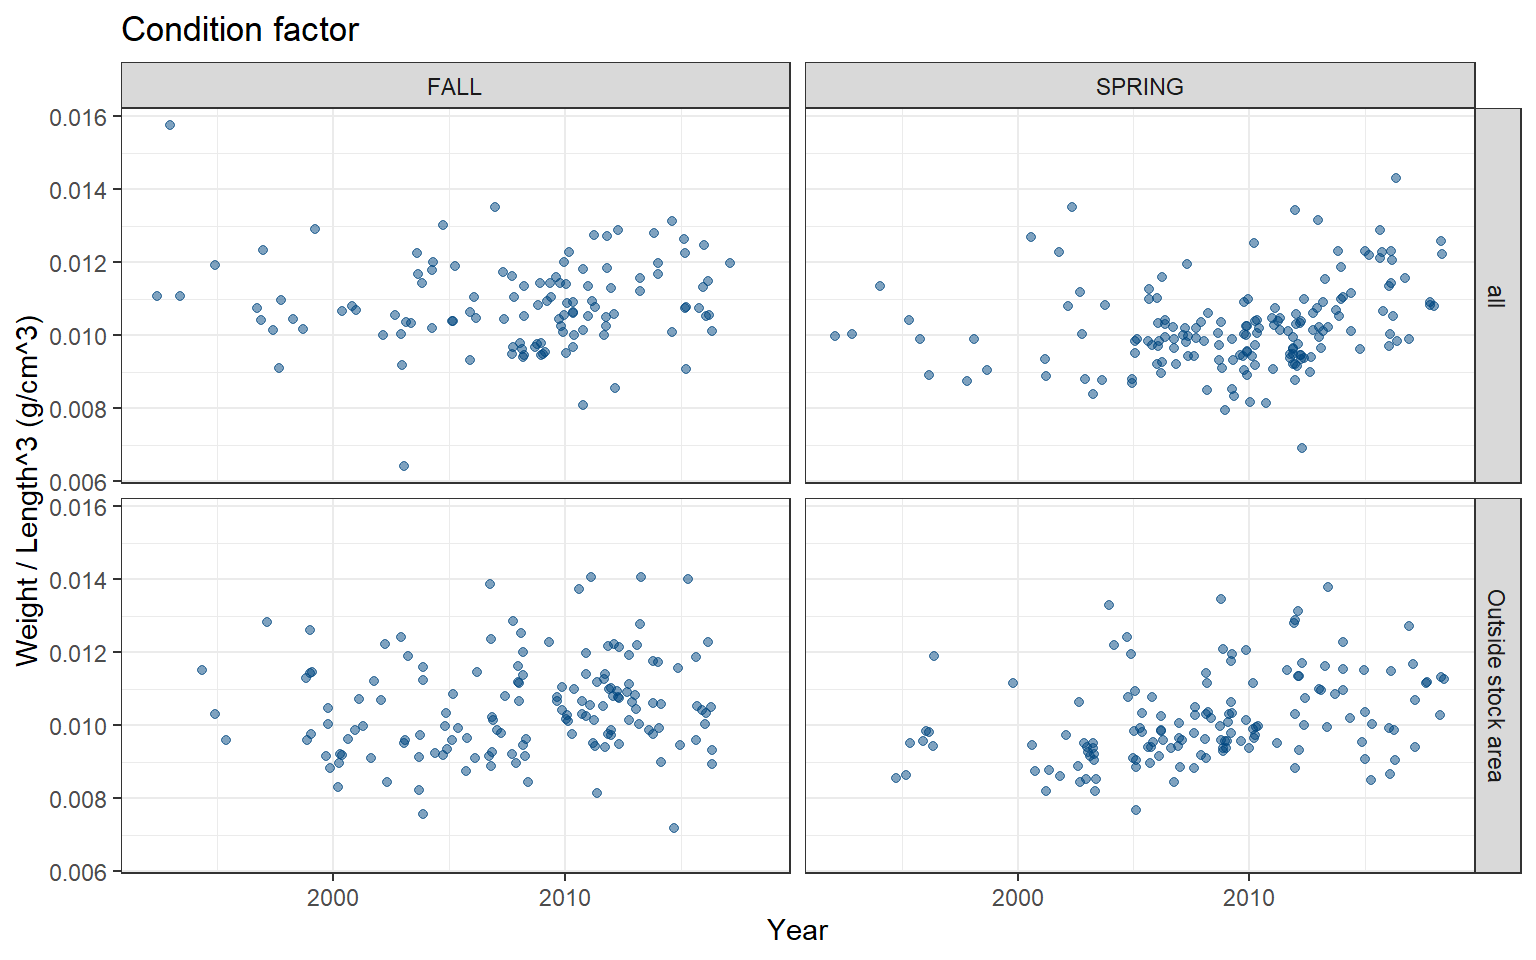 Condition factor
FALL
SPRING
Weight / Length^3 (g/cm^3)
0.016
0.014
0.012
0.010
0.008
0.006
all
0.016
0.014
0.012
0.010
0.008
0.006
Outside stock area
2000
2010
2000
2010
Year